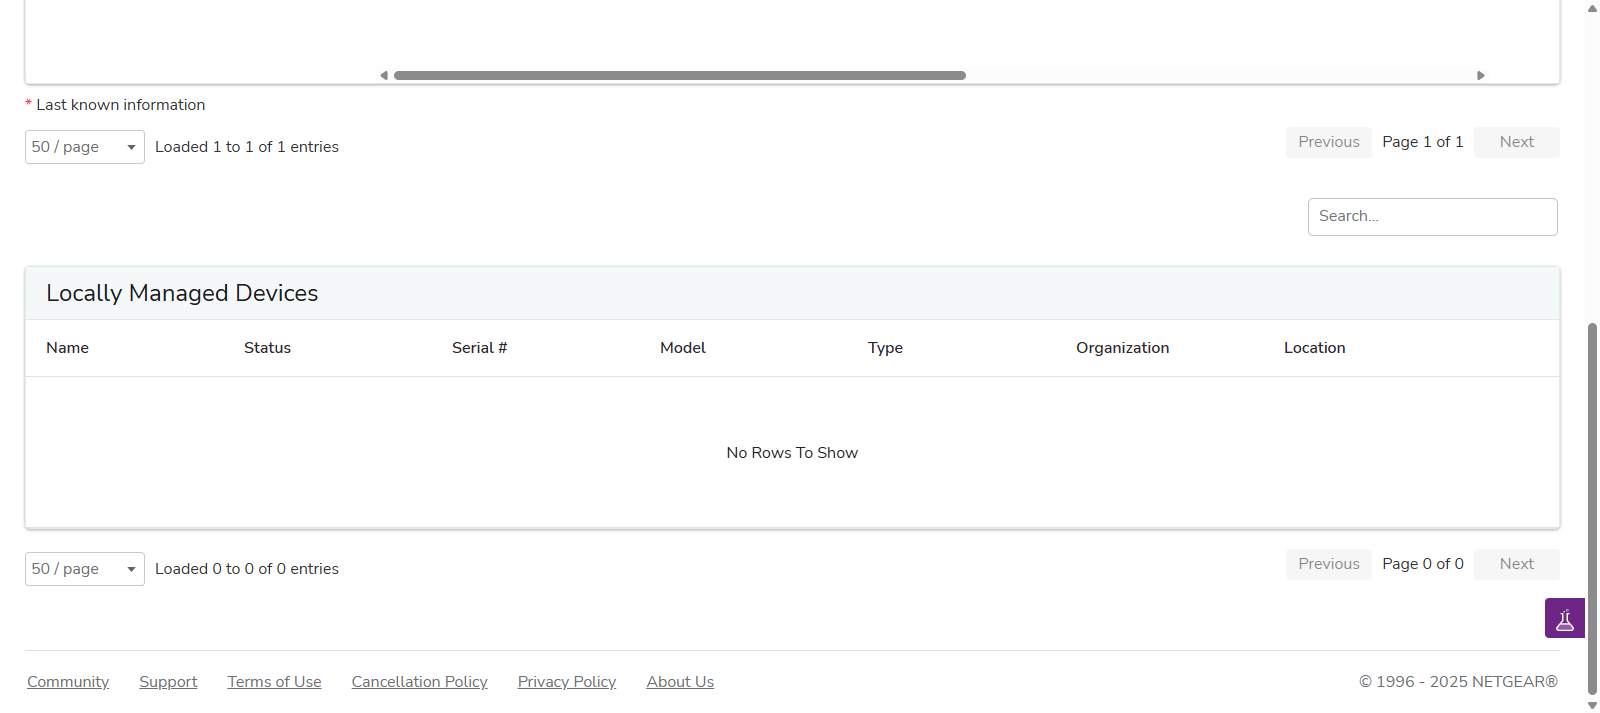 * Last known information
50 / page
Loaded 1 to 1 of 1 entries
Previous
Page 1 of 1
Next
Search...
Locally Managed Devices
Name
Status
Serial #
Model
Type
Organization
Location
No Rows To Show
50 / page
Loaded 0 to 0 of 0 entries
Previous
Page 0 of 0
Next
Community
Support
Terms of Use
Cancellation Policy
Privacy Policy
About Us
© 1996 - 2025 NETGEAR®